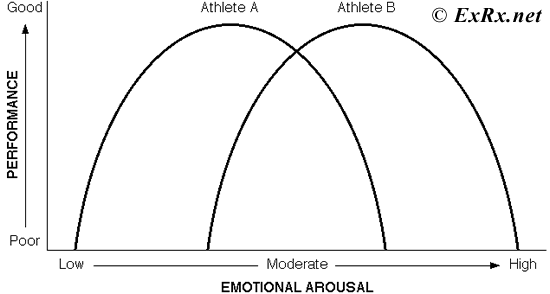 Good
Athlete A
Athlete B
© ExRx.net
PERFORMANCE
Poor
Low
Moderate
High
EMOTIONAL AROUSAL